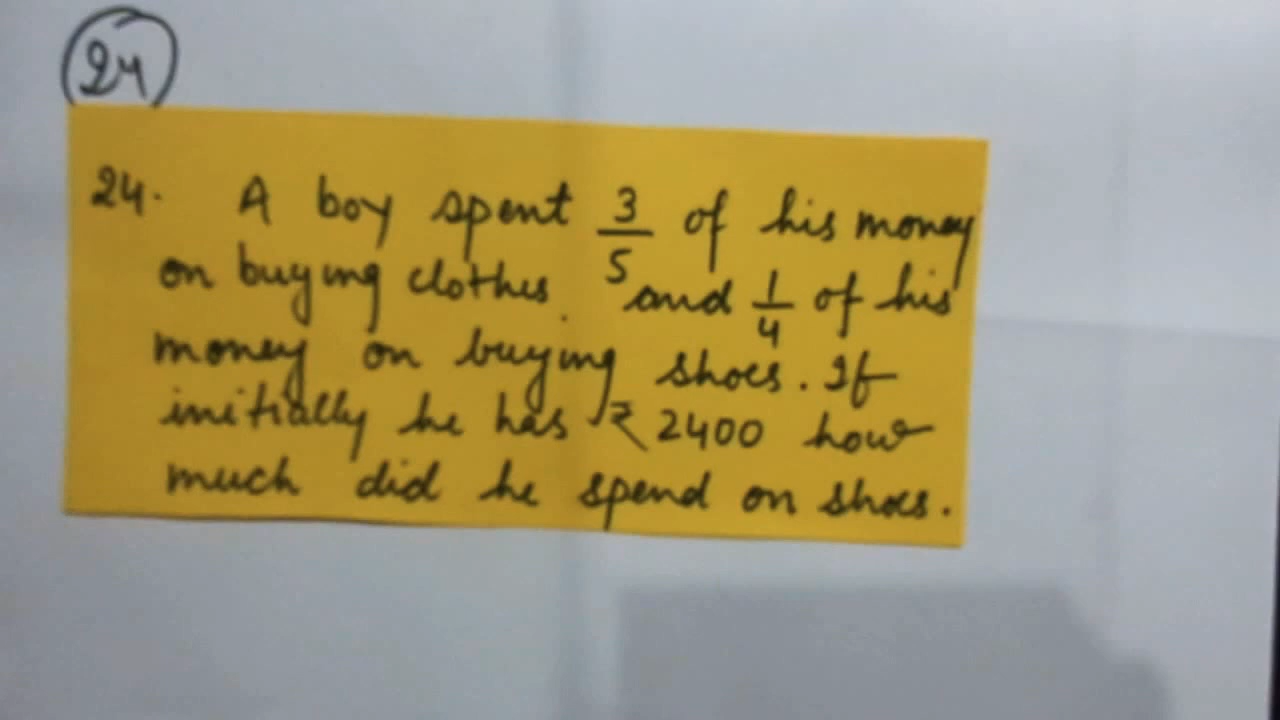 24
24. A boy spent 3/5 of his money
on buying clothes. and 1/4 of his
money on buying shoes. If
initially he has ₹ 2400 how
much did he spend on shoes.